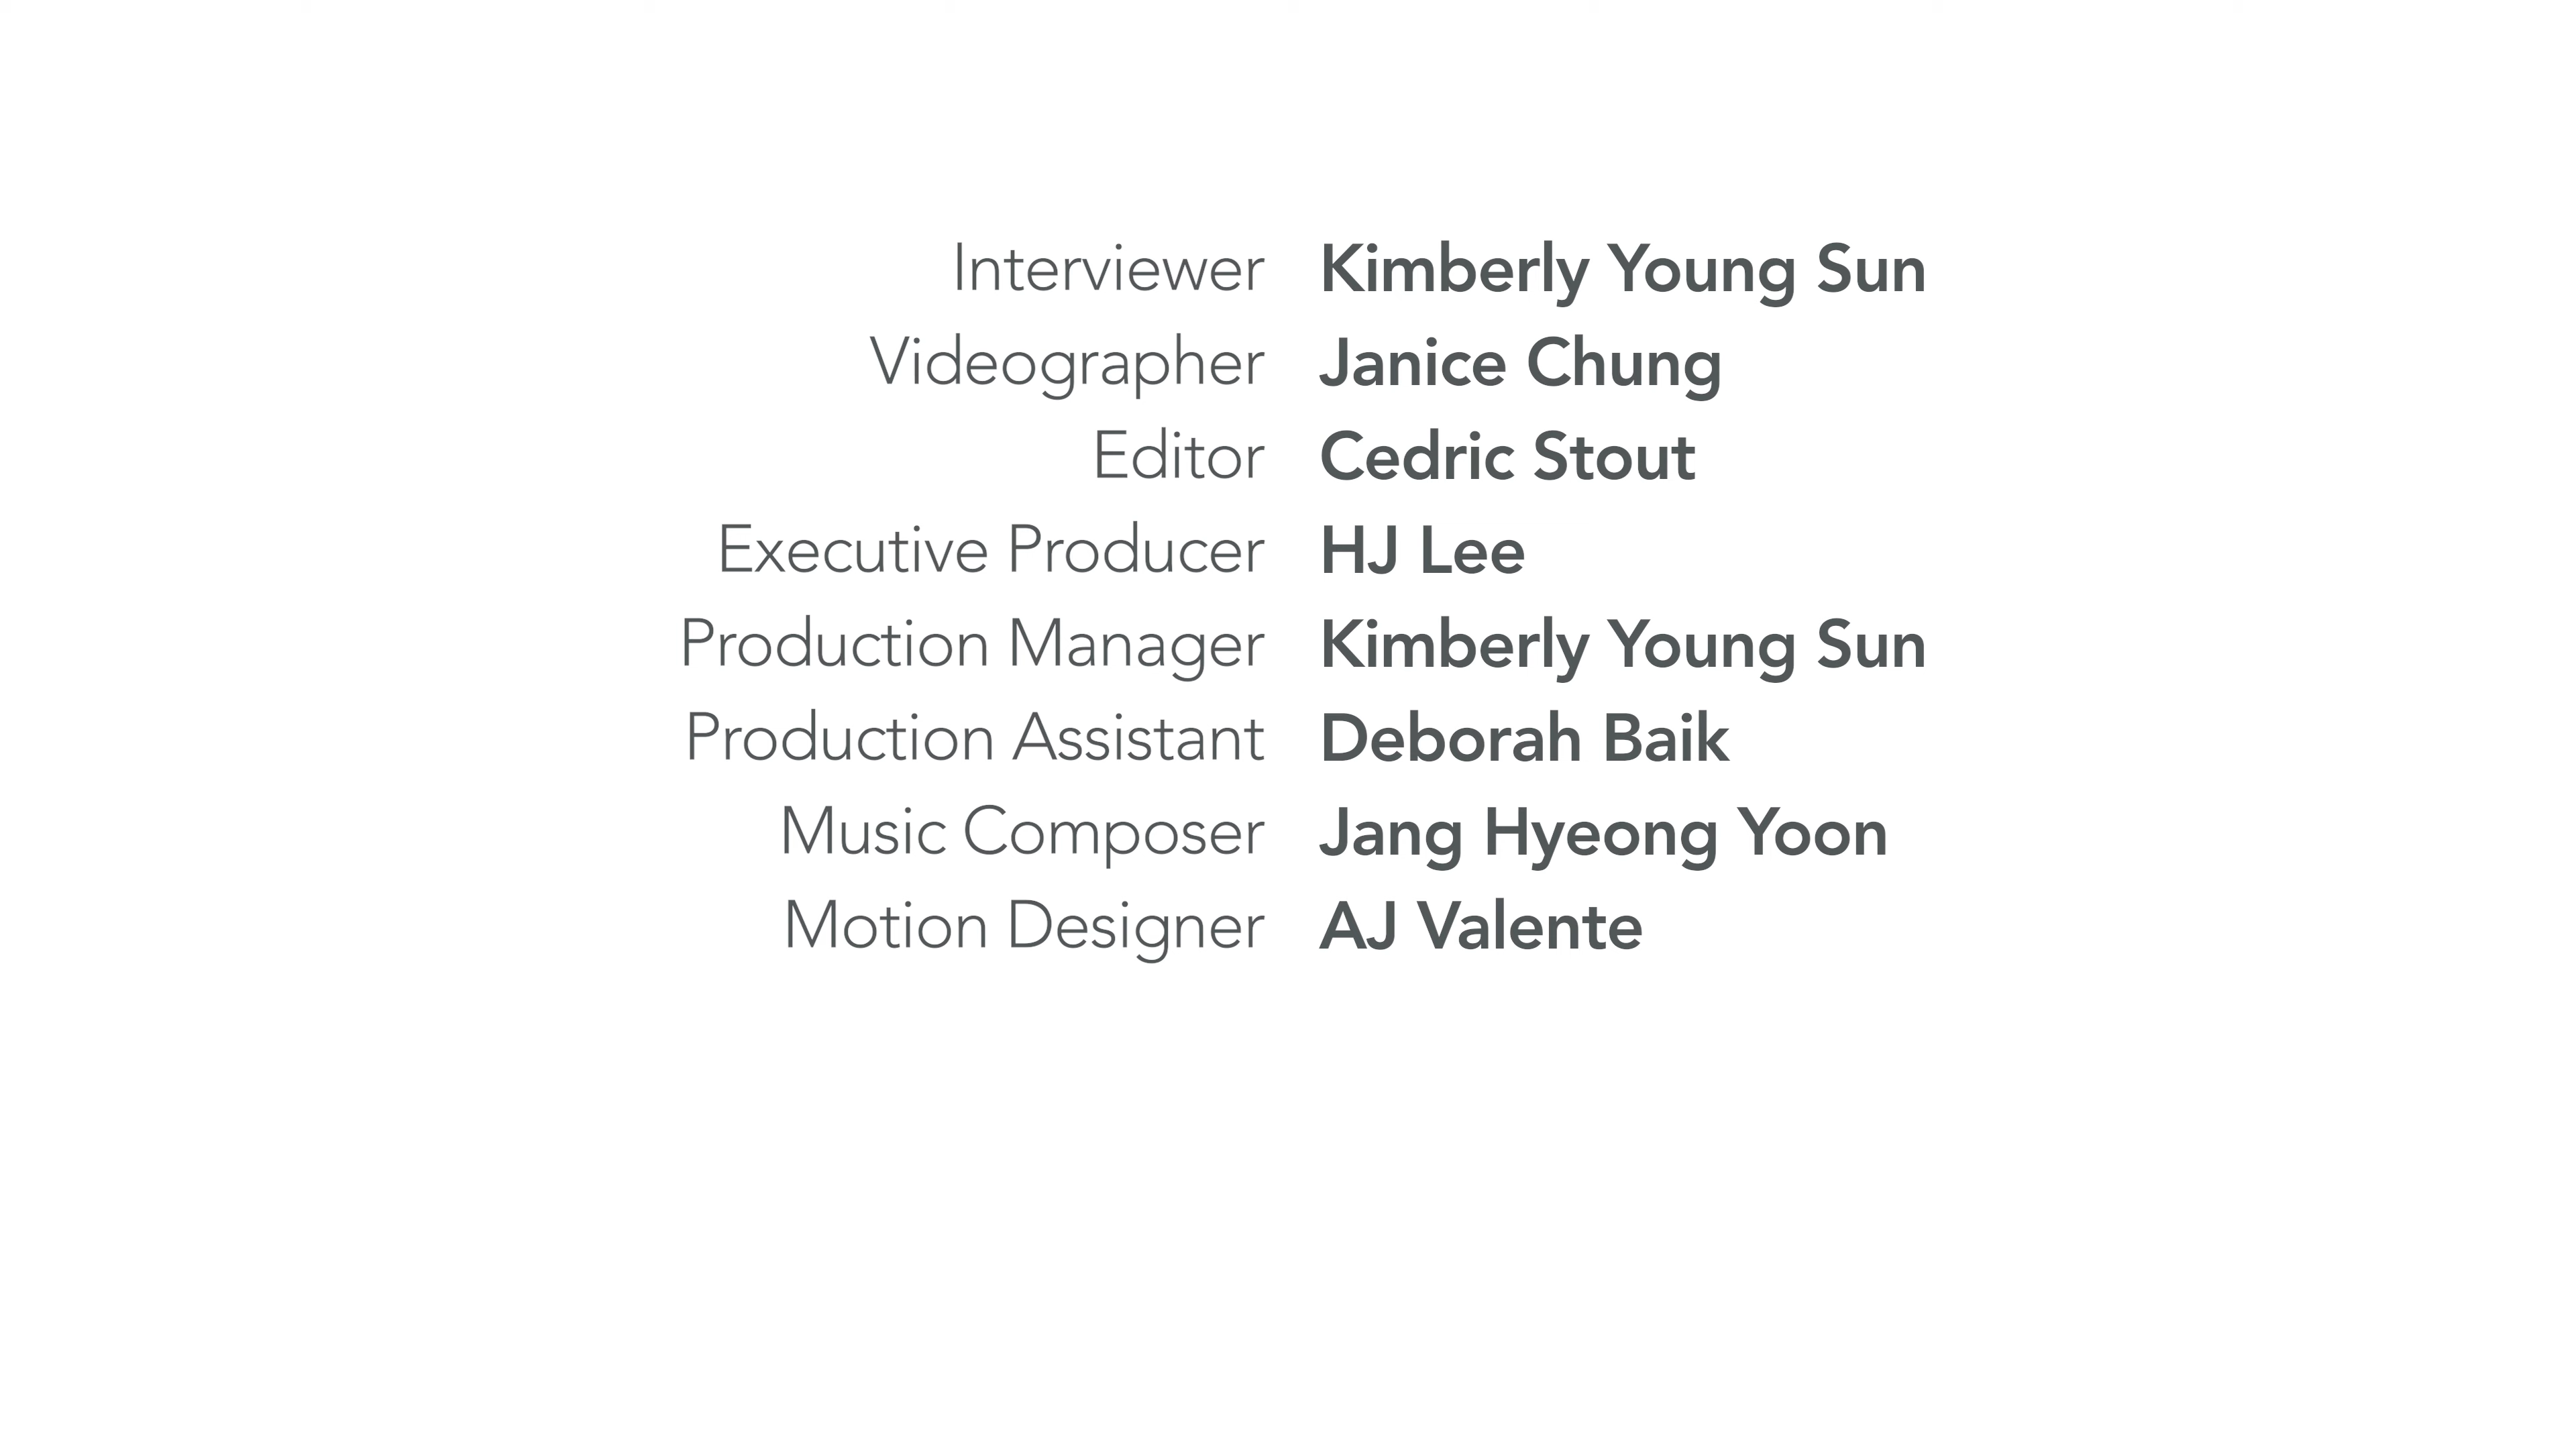 Interviewer Kimberly Young Sun
Videographer Janice Chung
Editor Cedric Stout
Executive Producer HJ Lee
Production Manager Kimberly Young Sun
Production Assistant Deborah Baik
Music Composer Jang Hyeong Yoon
Motion Designer AJ Valente